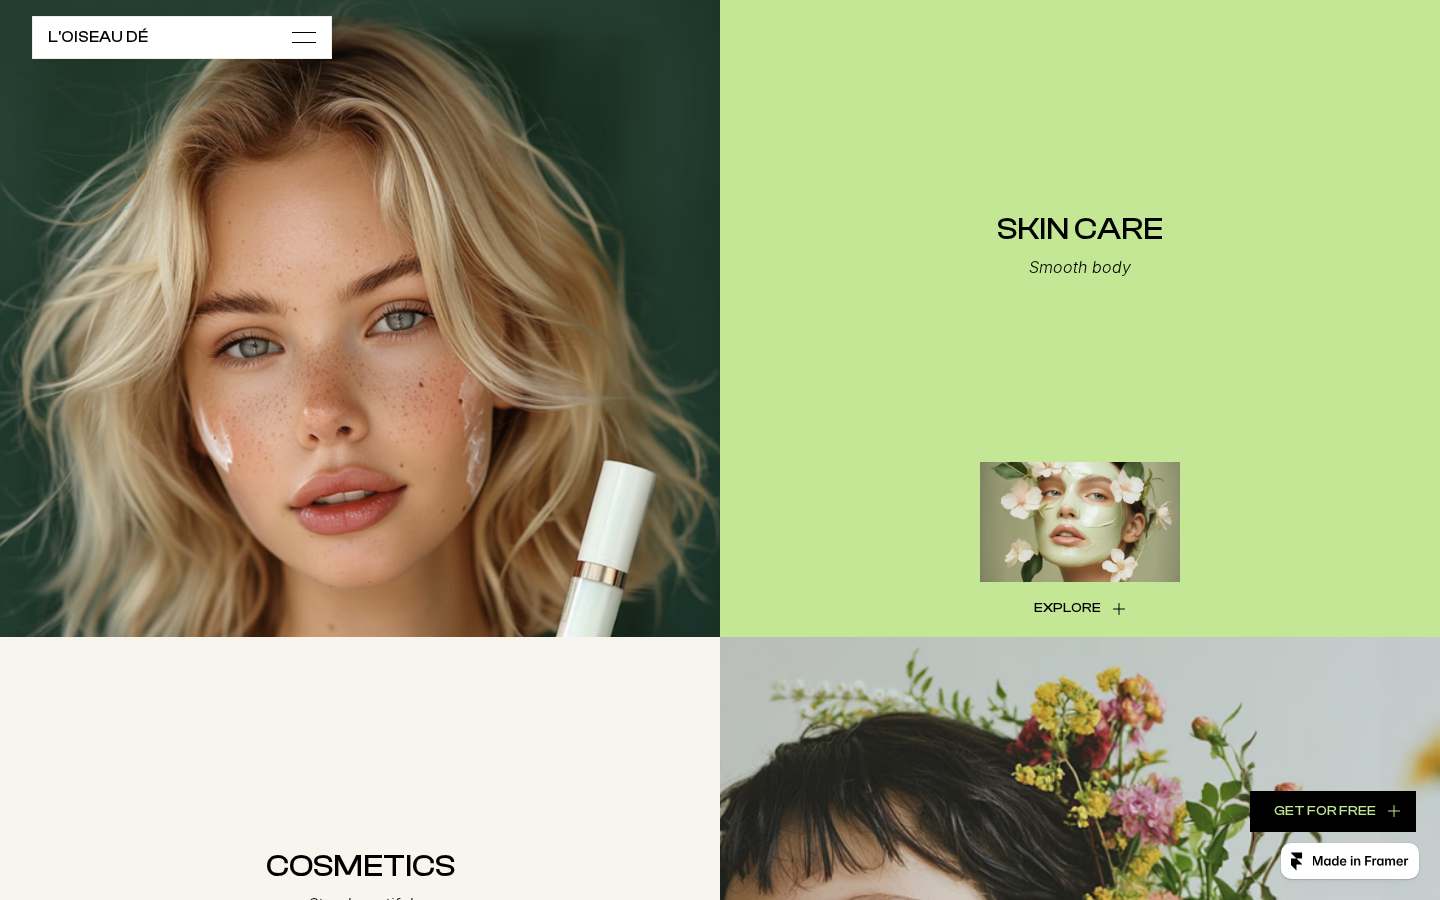 L'OISEAU DÉ
SKIN CARE
Smooth body
EXPLORE
COSMETICS
GET FOR FREE
Made in Framer